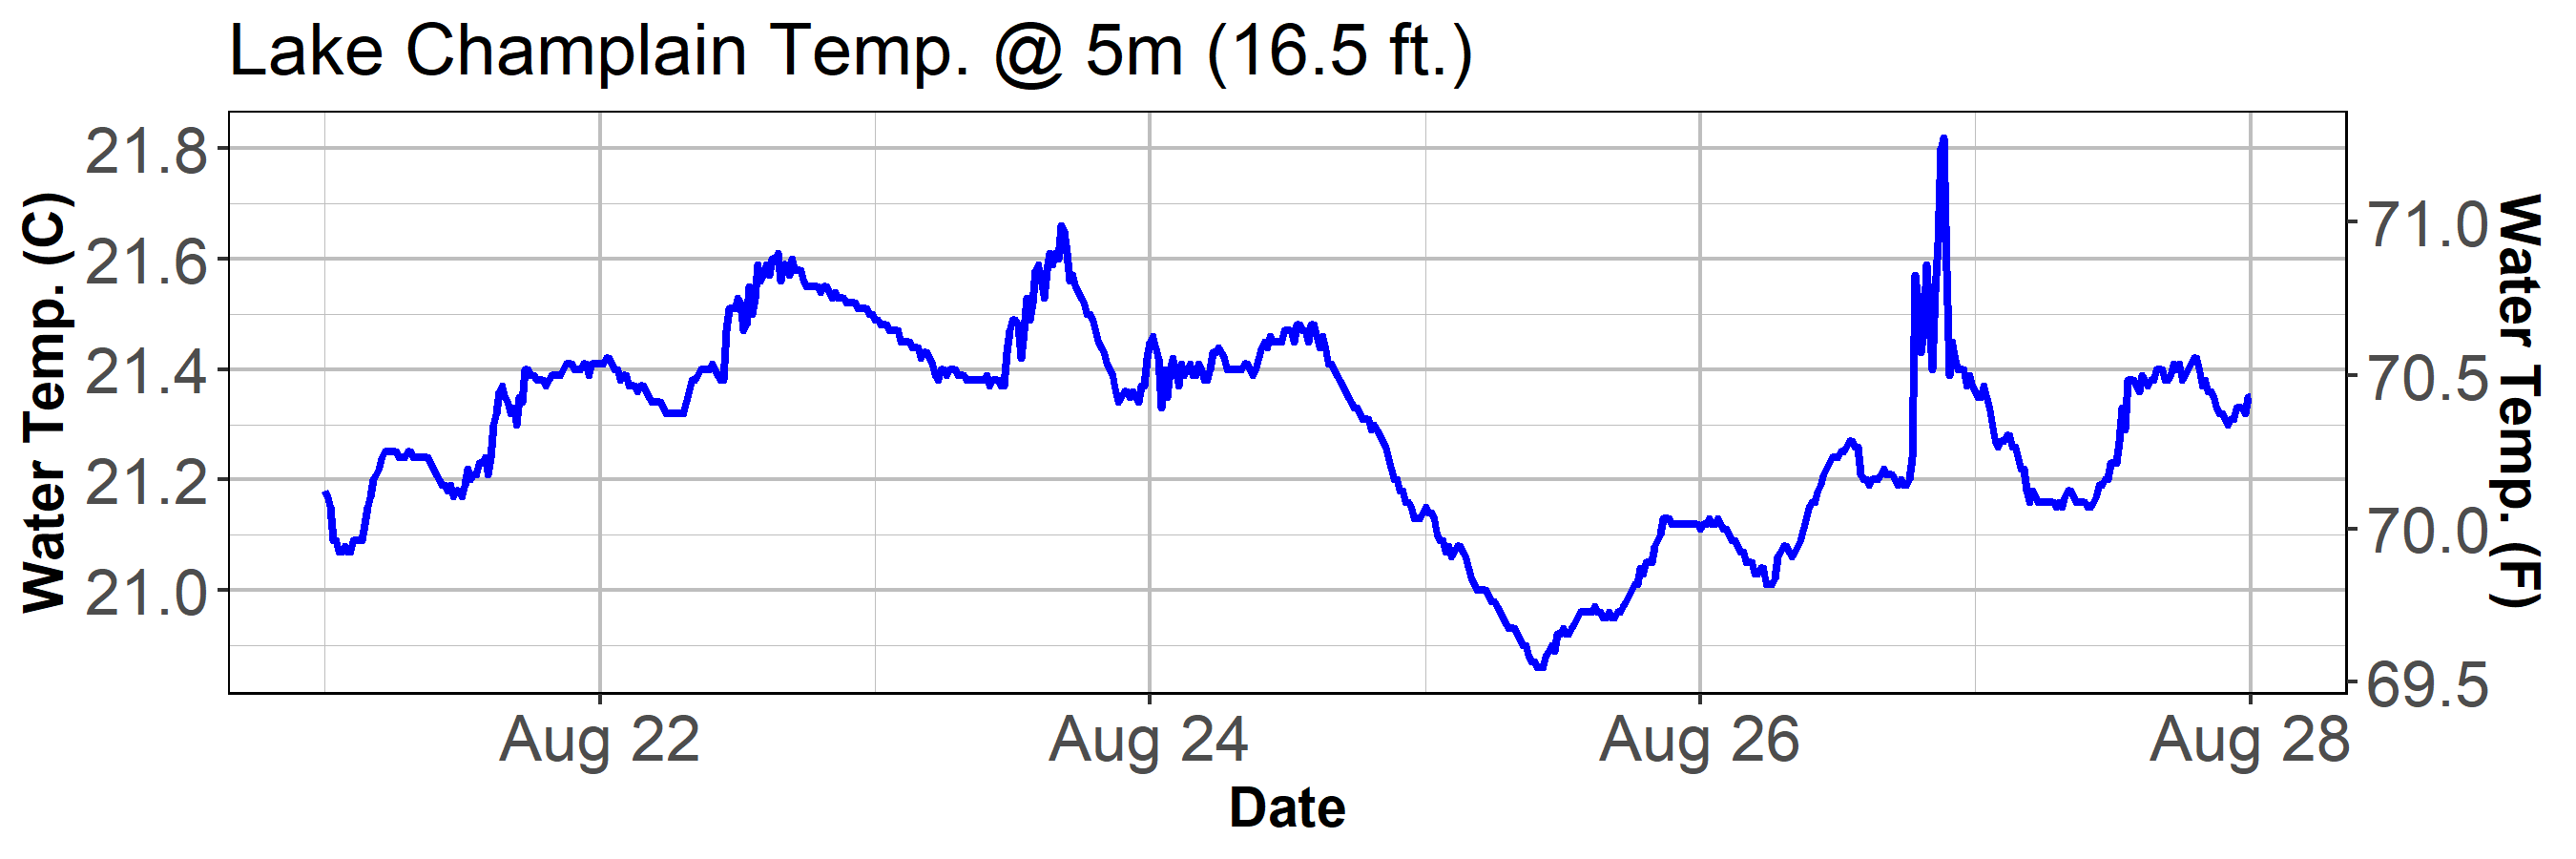 Lake Champlain Temp. @ 5m (16.5 ft.)
Water Temp. (C)
21.8
21.6
21.4
21.2
21.0
71.0
70.5
70.0
69.5
Water Temp. (F)
Aug 22
Aug 24
Aug 26
Aug 28
Date